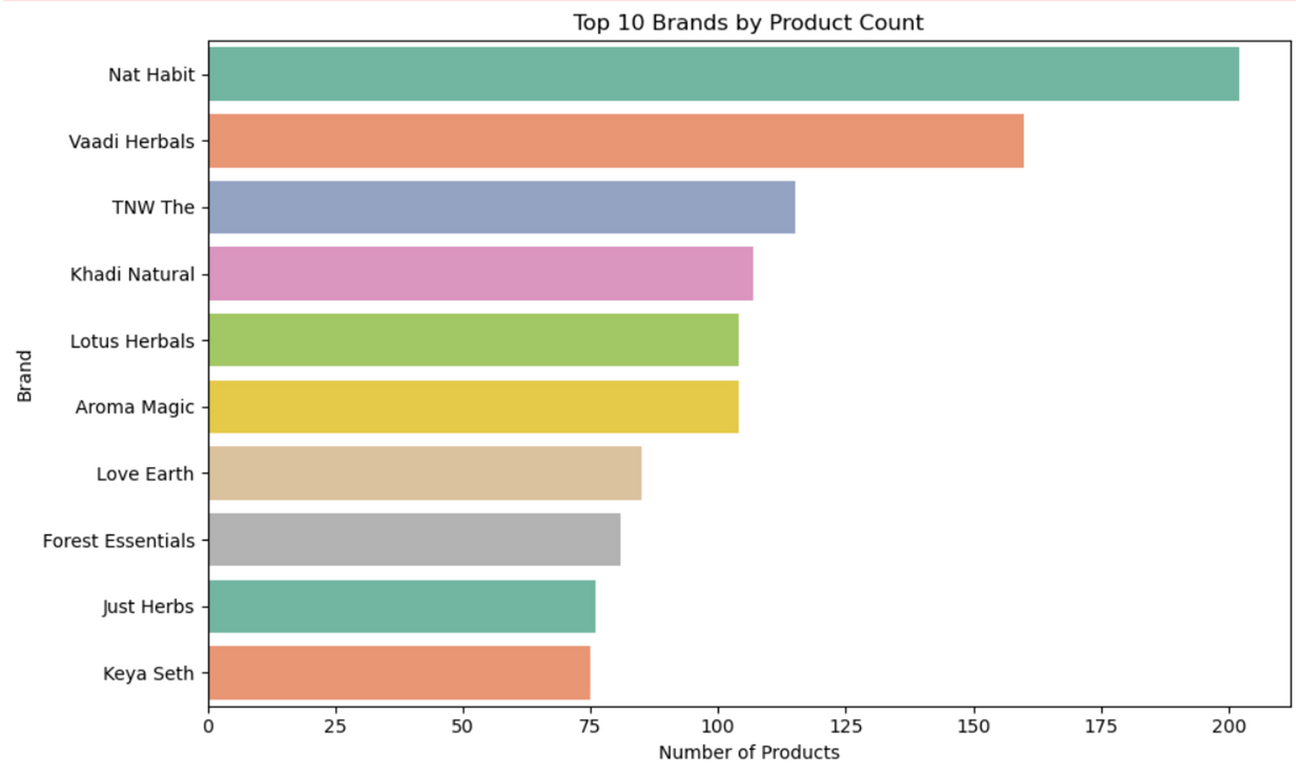 Top 10 Brands by Product Count
Nat Habit
Vaadi Herbals
TNW The
Khadi Natural
Lotus Herbals
Aroma Magic
Love Earth
Forest Essentials
Just Herbs
Keya Seth
Brand
0 25 50 75 100 125 150 175 200
Number of Products